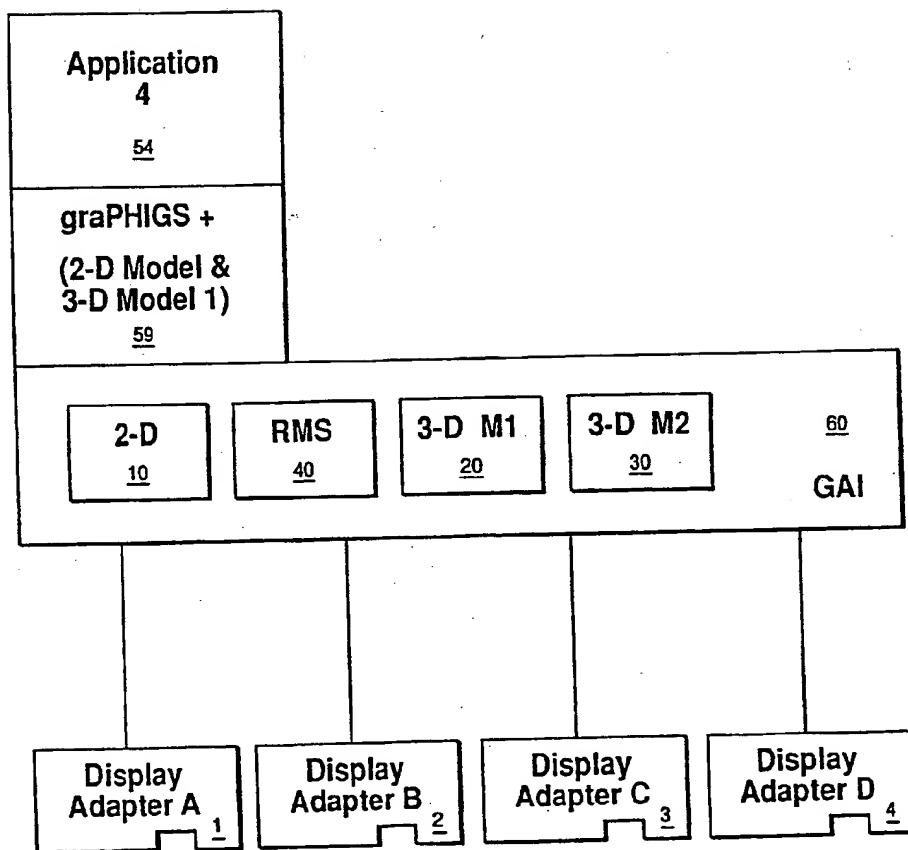 Application
4
54
graPHIGS +
(2-D Model &
3-D Model 1)
59
2-D
10
RMS
40
3-D M1
20
3-D M2
30
60
GAI
Display
Adapter A
1
Display
Adapter B
2
Display
Adapter C
3
Display
Adapter D
4